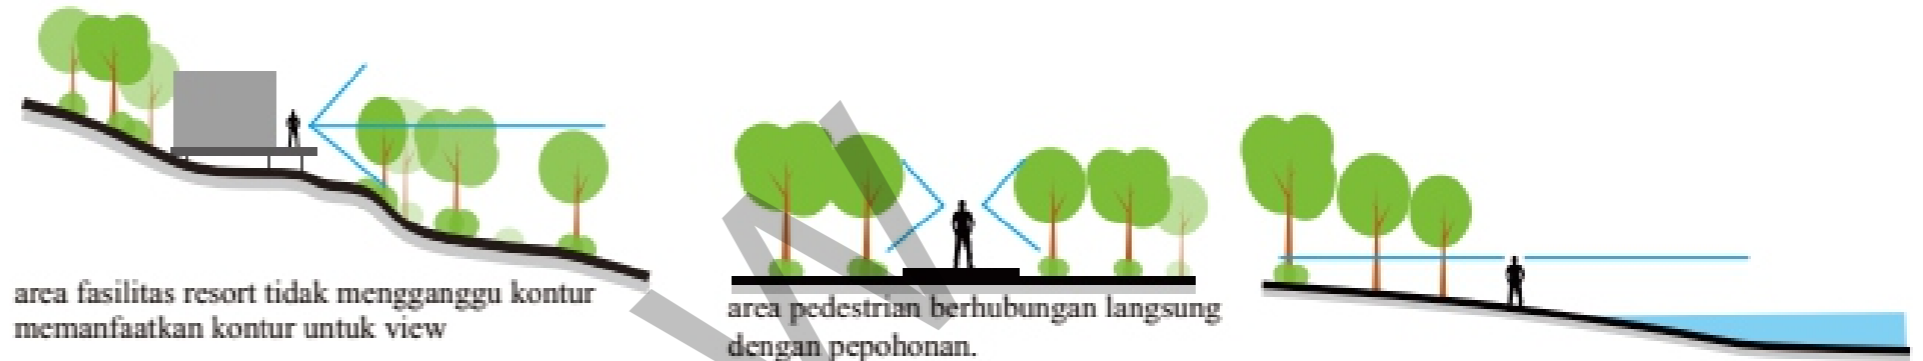 area fasilitas resort tidak mengganggu kontur
memanfaatkan kontur untuk view
area pedestrian berhubungan langsung
dengan pepohonan.